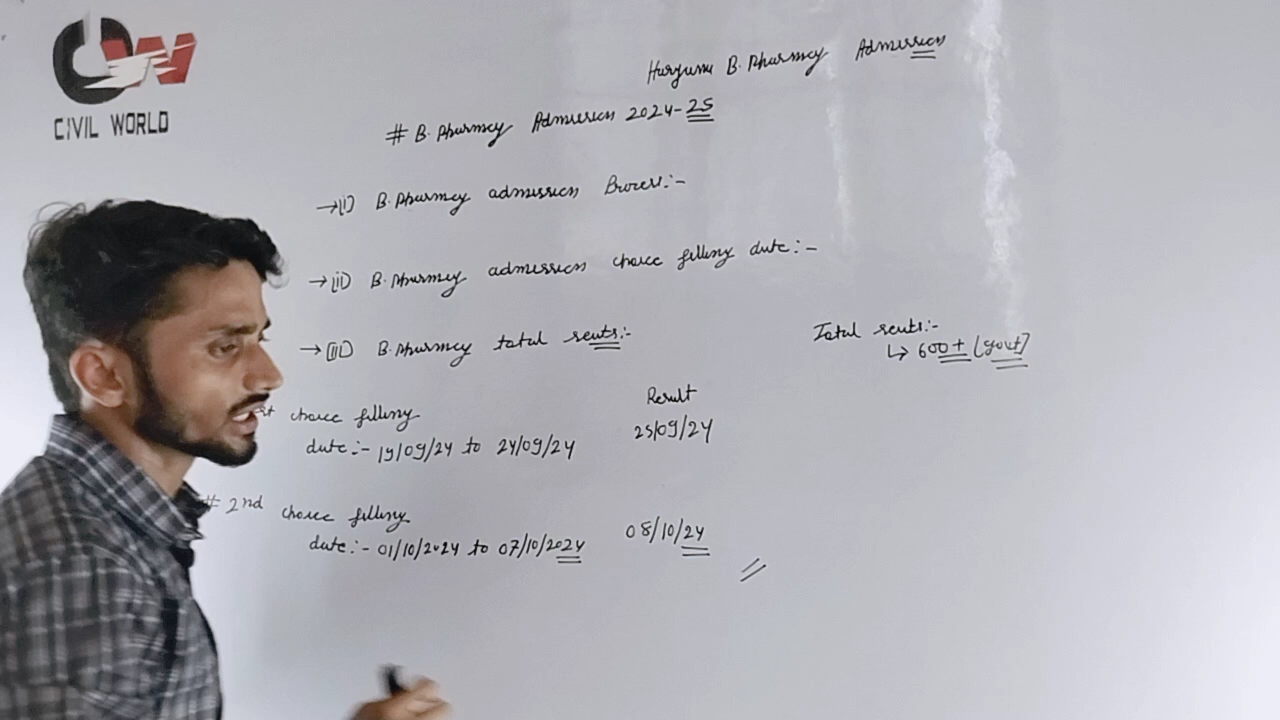 CIVIL WORLD
Haryana B.Pharmacy Admission
# B.Pharmacy Admission 2024-25
→(i) B.Pharmacy admission Process:-
→(ii) B.Pharmacy admission choice filling date:-
→(iii) B.Pharmacy total seats:-
Total seats:-
↳ 600+ (govt)
st choice filling
Result
date:- 19/09/24 to 24/09/24
25/09/24
# 2nd choice filling
date:- 01/10/2024 to 07/10/2024
08/10/24